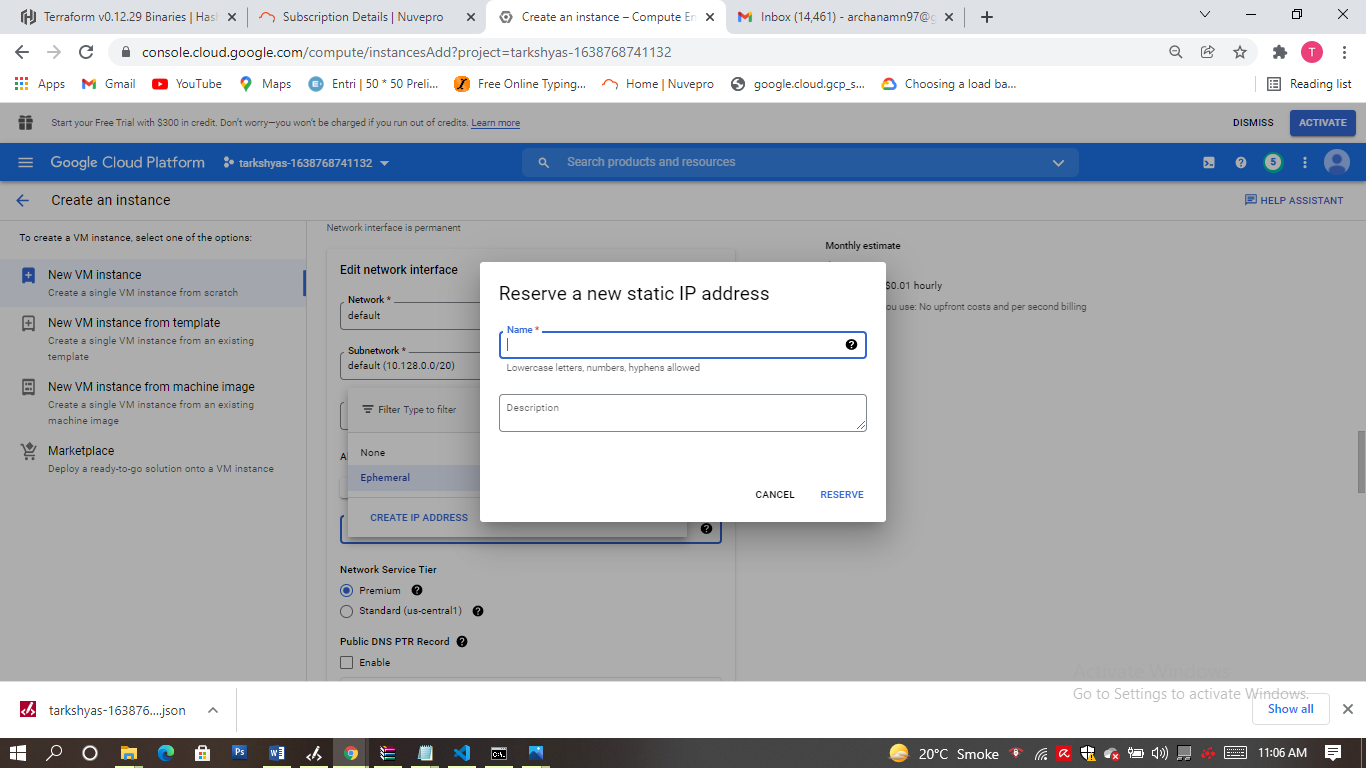 Terraform v0.12.29 Binaries | Has
Subscription Details | Nuvepro
Create an instance – Compute En
Inbox (14,461) - archanamn97@g
console.cloud.google.com/compute/instancesAdd?project=tarkshyas-1638768741132
T
Apps
Gmail
YouTube
Maps
Entri | 50 * 50 Preli...
Free Online Typing...
Home | Nuvepro
google.cloud.gcp_s...
Choosing a load ba...
Reading list
Start your Free Trial with $300 in credit. Don't worry—you won't be charged if you run out of credits. Learn more
DISMISS
ACTIVATE
Google Cloud Platform
tarkshyas-1638768741132
Search products and resources
5
Create an instance
HELP ASSISTANT
To create a VM instance, select one of the options:
New VM instance
Create a single VM instance from scratch
New VM instance from template
Create a single VM instance from an existing
template
New VM instance from machine image
Create a single VM instance from an existing
machine image
Marketplace
Deploy a ready-to-go solution onto a VM instance
Network interface is permanent
Edit network interface
Network *
default
Subnetwork *
default (10.128.0.0/20)
Filter Type to filter
None
Ephemeral
CREATE IP ADDRESS
Network Service Tier
Premium
Standard (us-central1)
Public DNS PTR Record
Enable
Reserve a new static IP address
Name *
Lowercase letters, numbers, hyphens allowed
Description
CANCEL
RESERVE
Monthly estimate
$0.01 hourly
you use: No upfront costs and per second billing
Activate Windows
Go to Settings to activate Windows.
tarkshyas-163876....json
Show all
20°C Smoke
11:06 AM